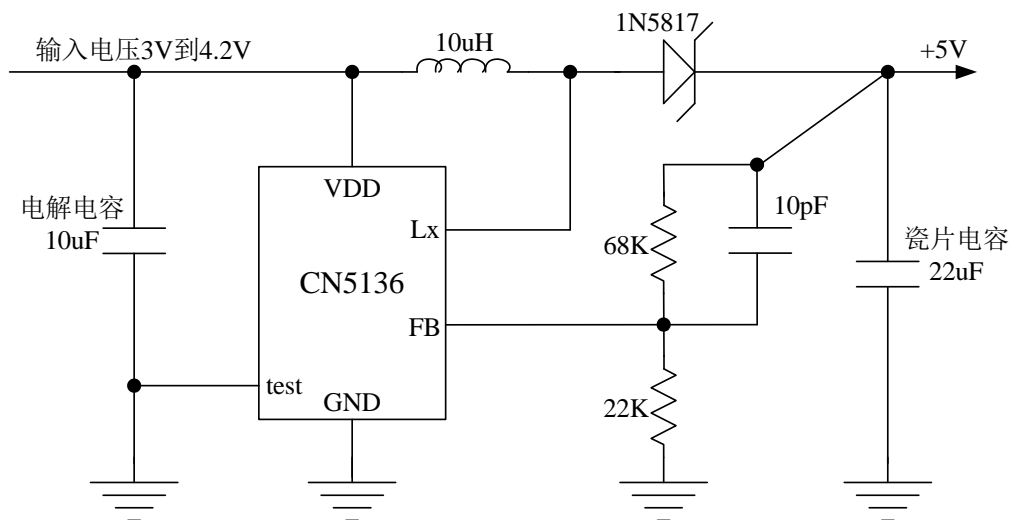 1N5817
输入电压3V到4.2V
10uH
+5V
VDD
电解电容
10uF
Lx
68K
10pF
瓷片电容
22uF
CN5136
FB
test
GND
22K